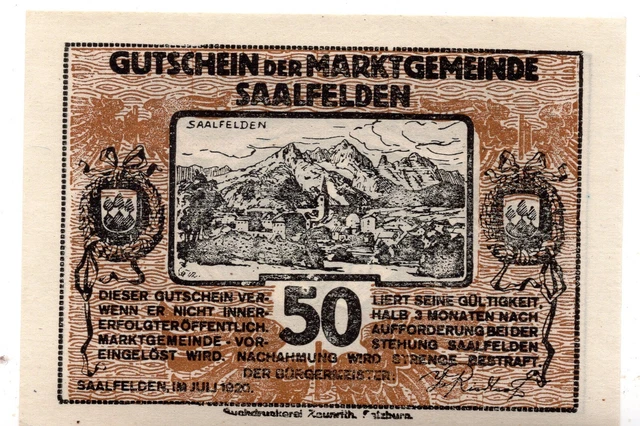 GUTSCHEIN DER MARKTGEMEINDE
SAALFELDEN
SAALFELDEN
DIESER GUTSCHEIN VER-
WENN ER NICHT INNER-
ERFOLGTER ÖFFENTLICH.
MARKTGEMEINDE-VOR-
EINGELÖST WIRD.
50
LIERT SEINE GÜLTIGKEIT,
HALB 3 MONATEN NACH
AUFFORDERUNG BEI DER
STEHUNG SAALFELDEN
NACHAHMUNG WIRD STRENGE BESTRAFT
DER BÜRGERMEISTER:
SAALFELDEN, IM JULI 1920.
Buchdruckerei Zaunrith, Salzburg.